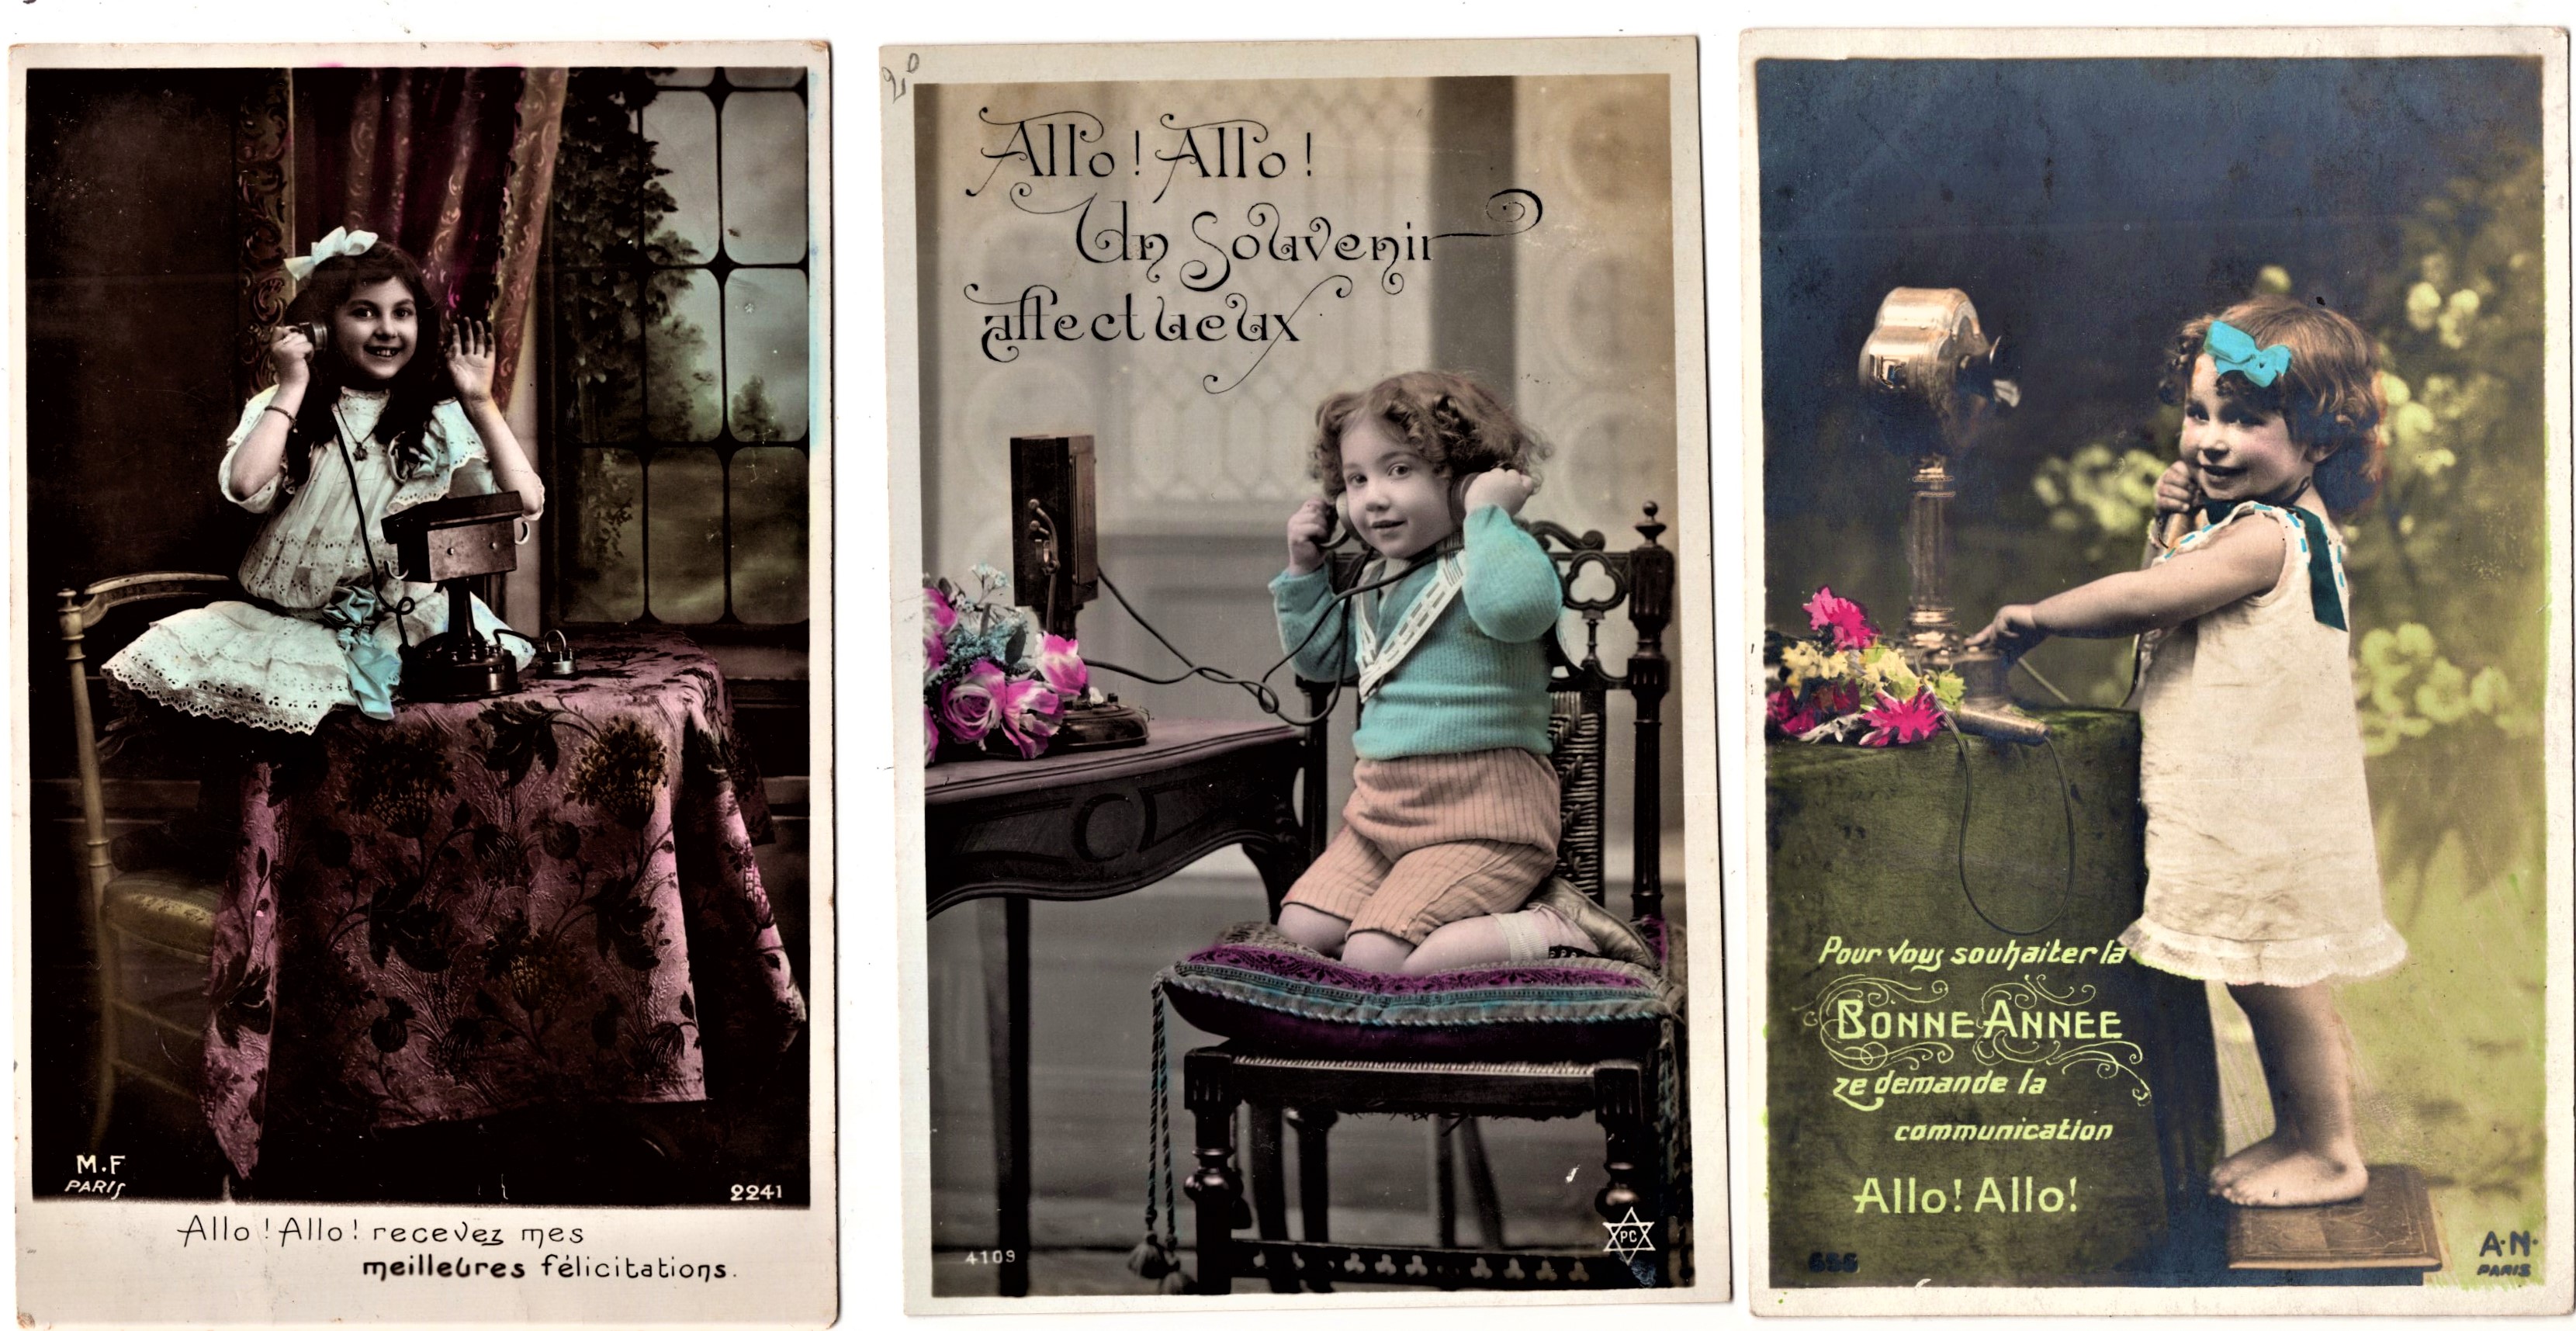 M.F
PARIS
2241
Allo ! Allo ! recevez mes
meilleures félicitations.
20
Allo ! Allo !
Un Souvenir
affectueux
4109
PC
Pour vous souhaiter la
BONNE ANNEE
ze demande la
communication
Allo! Allo!
A.N.
PARIS